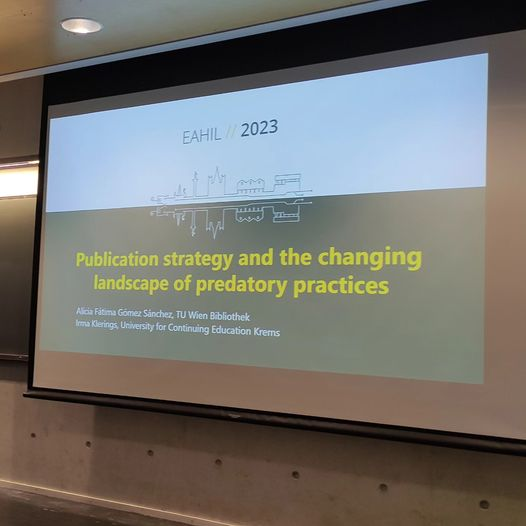 EAHIL // 2023
Publication strategy and the changing
landscape of predatory practices
Alicia Fátima Gómez Sánchez, TU Wien Bibliothek
Irma Klerings, University for Continuing Education Krems